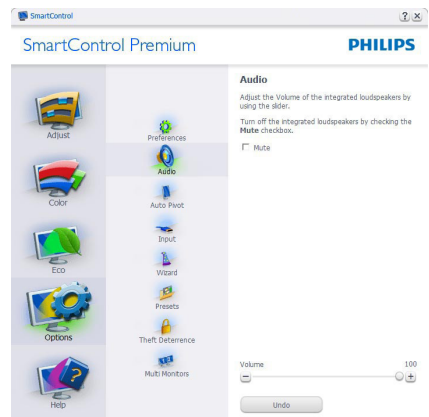 SmartControl
SmartControl Premium
PHILIPS
Adjust
Color
Eco
Options
Help
Preferences
Audio
Auto Pivot
Input
Wizard
Presets
Theft Deterrence
Multi Monitors
Audio
Adjust the Volume of the integrated loudspeakers by
using the slider.
Turn off the integrated loudspeakers by checking the
Mute checkbox.
Mute
Volume 100
Undo